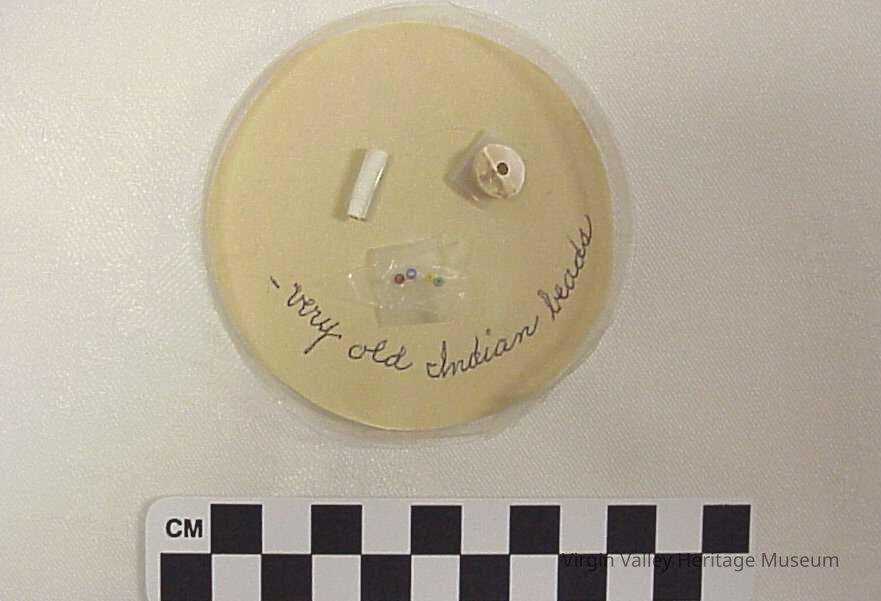 - very old Indian beads
CM
Virgin Valley Heritage Museum